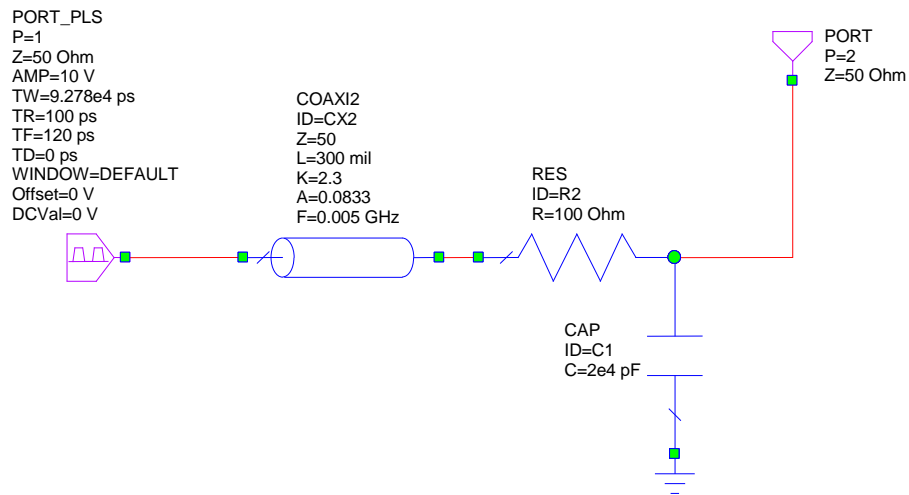 PORT_PLS
P=1
Z=50 Ohm
AMP=10 V
TW=9.278e4 ps
TR=100 ps
TF=120 ps
TD=0 ps
WINDOW=DEFAULT
Offset=0 V
DCVal=0 V
COAXI2
ID=CX2
Z=50
L=300 mil
K=2.3
A=0.0833
F=0.005 GHz
RES
ID=R2
R=100 Ohm
CAP
ID=C1
C=2e4 pF
PORT
P=2
Z=50 Ohm